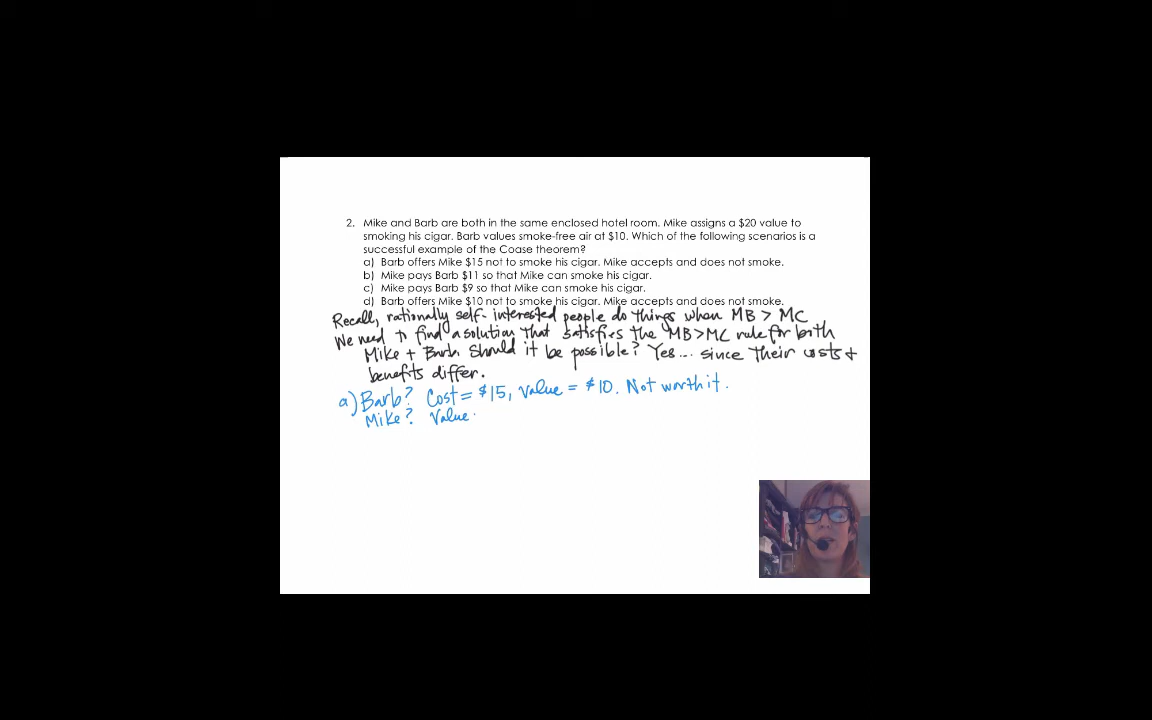 2. Mike and Barb are both in the same enclosed hotel room. Mike assigns a $20 value to
smoking his cigar. Barb values smoke-free air at $10. Which of the following scenarios is a
successful example of the Coase theorem?
a) Barb offers Mike $15 not to smoke his cigar. Mike accepts and does not smoke.
b) Mike pays Barb $11 so that Mike can smoke his cigar.
c) Mike pays Barb $9 so that Mike can smoke his cigar.
d) Barb offers Mike $10 not to smoke his cigar. Mike accepts and does not smoke.
Recall, rationally self-interested people do things when MB > MC
We need to find a solution that satisfies the MB>MC rule for both
Mike + Barb. Should it be possible? Yes... since their costs +
benefits differ.
a) Barb? Cost = $15, Value = $10. Not worth it.
Mike? Value